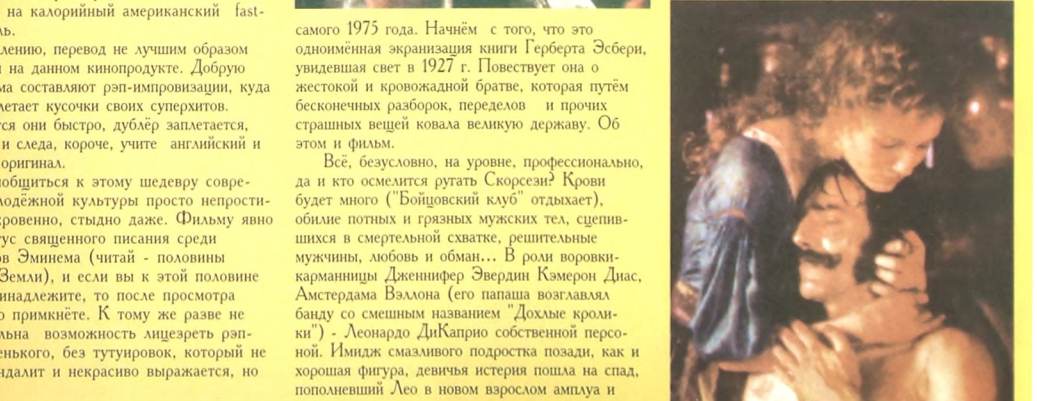 на калорийный американский fast-
ль.
лению, перевод не лучшим образом
на данном кинопродукте. Добрую
ма составляют рэп-импровизации, куда
летает кусочки своих суперхитов.
тся они быстро, дублёр заплетается,
и следа, короче, учите английский и
оригинал.
иобщиться к этому шедевру совре-
лодёжной культуры просто непрости-
кровенно, стыдно даже. Фильму явно
тус священного писания среди
ов Эминема (читай - половины
Земли), и если вы к этой половине
инадлежите, то после просмотра
о примкнёте. К тому же разве не
льна возможность лицезреть рэп-
енького, без тутуировок, который не
ндалит и некрасиво выражается, но
самого 1975 года. Начнём с того, что это
одноимённая экранизация книги Герберта Эсбери,
увидевшая свет в 1927 г. Повествует она о
жестокой и кровожадной братве, которая путём
бесконечных разборок, переделов и прочих
страшных вещей ковала великую державу. Об
этом и фильм.
Всё, безусловно, на уровне, профессионально,
да и кто осмелится ругать Скорсези? Крови
будет много ("Бойцовский клуб" отдыхает),
обилие потных и грязных мужских тел, сцепив-
шихся в смертельной схватке, решительные
мужчины, любовь и обман... В роли воровки-
карманницы Дженнифер Эвердин Кэмерон Диас,
Амстердама Вэллона (его папаша возглавлял
банду со смешным названием "Дохлые кроли-
ки") - Леонардо ДиКаприо собственной персо-
ной. Имидж смазливого подростка позади, как и
хорошая фигура, девичья истерия пошла на спад,
пополневший Лео в новом взрослом амплуа и